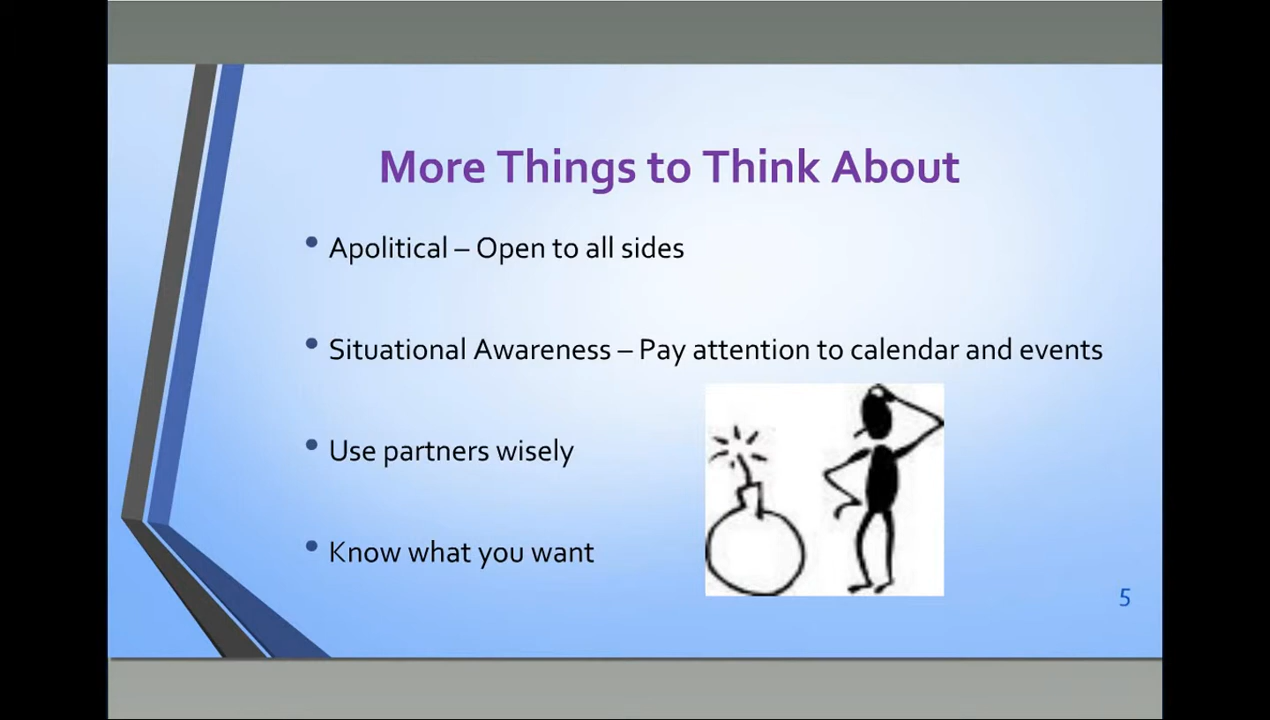 More Things to Think About
• Apolitical – Open to all sides
• Situational Awareness – Pay attention to calendar and events
• Use partners wisely
• Know what you want
5